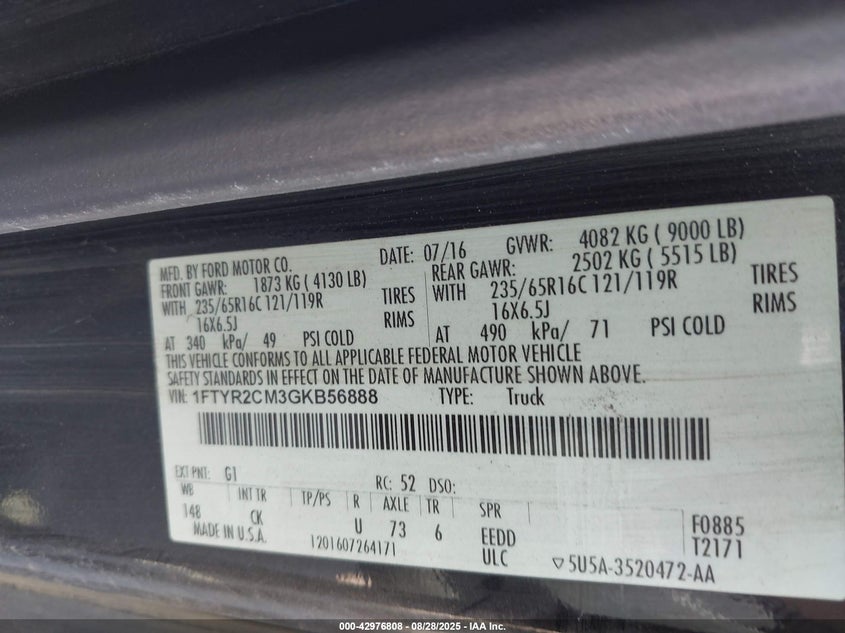 MFD. BY FORD MOTOR CO.
DATE: 07/16 GVWR: 4082 KG ( 9000 LB)
FRONT GAWR: 1873 KG ( 4130 LB) REAR GAWR: 2502 KG ( 5515 LB)
WITH 235/65R16C 121/119R TIRES WITH 235/65R16C 121/119R TIRES
16X6.5J RIMS 16X6.5J RIMS
AT 340 kPa/ 49 PSI COLD AT 490 kPa/ 71 PSI COLD
THIS VEHICLE CONFORMS TO ALL APPLICABLE FEDERAL MOTOR VEHICLE
SAFETY STANDARDS IN EFFECT ON THE DATE OF MANUFACTURE SHOWN ABOVE.
VIN: 1FTYR2CM3GKB56888 TYPE: Truck
EXT PNT: G1 RC: 52 DSO:
WB INT TR TP/PS R AXLE TR SPR
148 CK U 73 6 EEDD F0885
MADE IN U.S.A. 1201607264171 ULC T2171
5U5A-3520472-AA
000-42976808 - 08/28/2025 - IAA Inc.